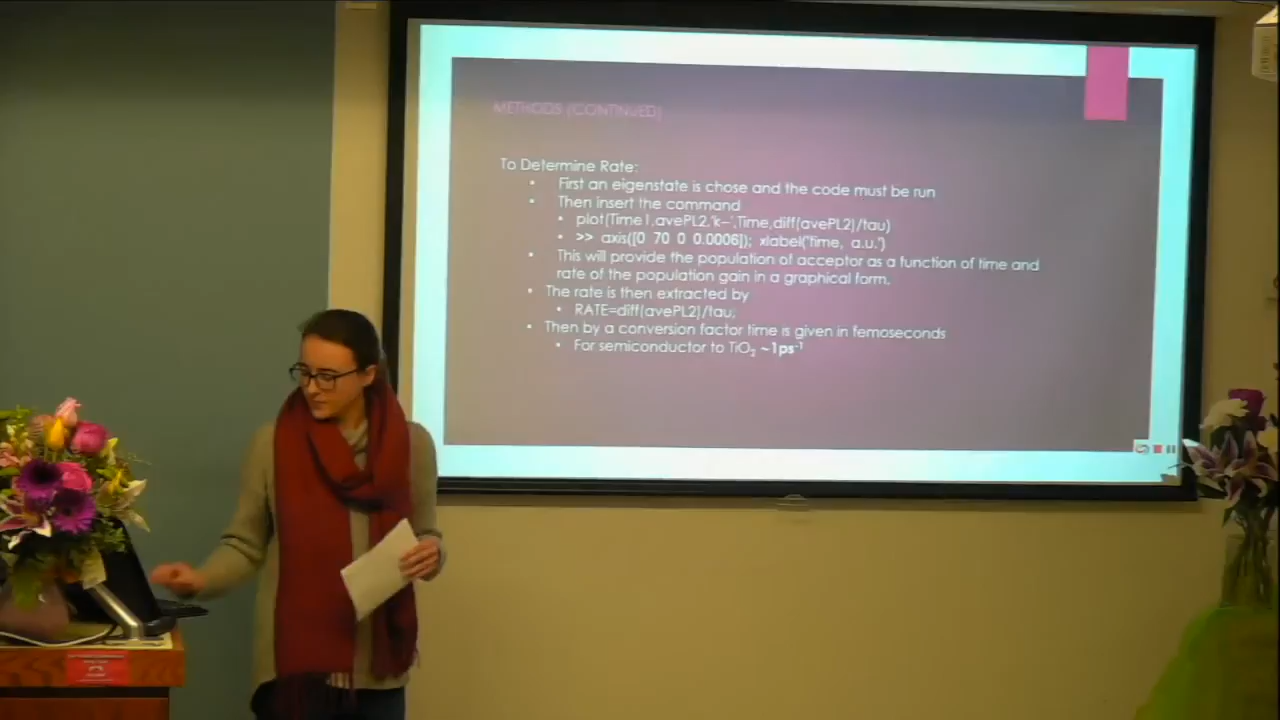 METHODS (CONTINUED)
To Determine Rate:
• First an eigenstate is chose and the code must be run
• Then insert the command
• plot(Time1,avePL2,'k–',Time,diff(avePL2)/tau)
• >> axis([0 70 0 0.0006]); xlabel('time, a.u.')
• This will provide the population of acceptor as a function of time and
rate of the population gain in a graphical form.
• The rate is then extracted by
• RATE=diff(avePL2)/tau;
• Then by a conversion factor time is given in femoseconds
• For semiconductor to TiO₂ ~1ps⁻¹